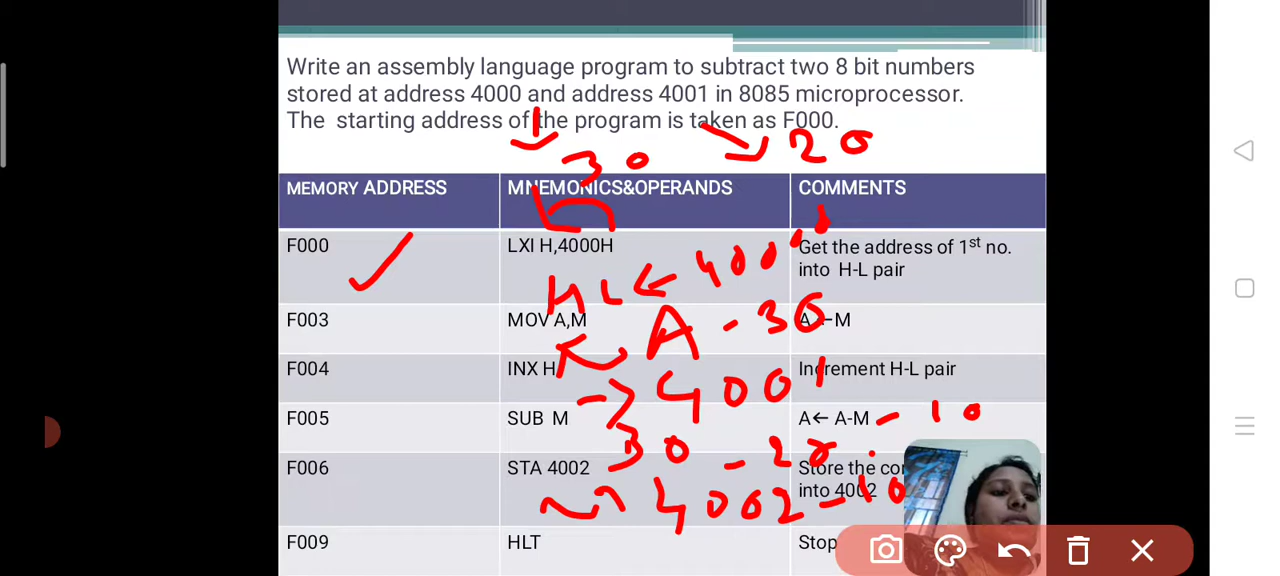 Write an assembly language program to subtract two 8 bit numbers
stored at address 4000 and address 4001 in 8085 microprocessor.
The starting address of the program is taken as F000.
30 20
MEMORY ADDRESS MNEMONICS&OPERANDS COMMENTS
F000 LXI H,4000H Get the address of 1st no.
into H-L pair
HL ← 4000
F003 MOV A,M A ← M
A - 30
F004 INX H Increment H-L pair
→ 4001
F005 SUB M A ← A-M - 10
30 - 20
F006 STA 4002 Store the
into 4002
4002 - 10
F009 HLT Stop